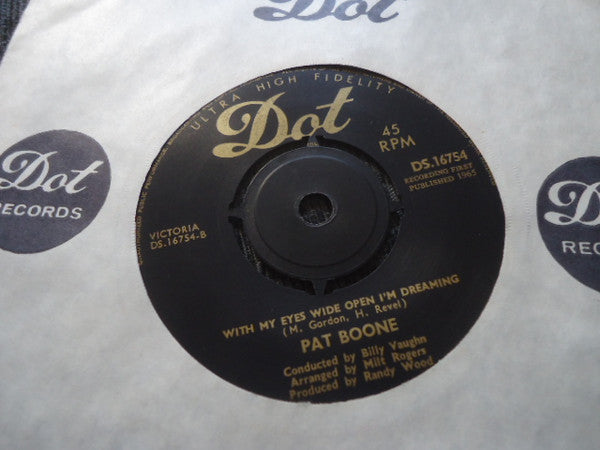 Dot
ULTRA HIGH FIDELITY
Dot
45
RPM
DS.16754
RECORDING FIRST
PUBLISHED 1965
VICTORIA
DS.16754-B
WITH MY EYES WIDE OPEN I'M DREAMING
(M. Gordon, H. Revel)
PAT BOONE
Conducted by Billy Vaughn
Arranged by Milt Rogers
Produced by Randy Wood
Dot
RECORDS
Dot
REC